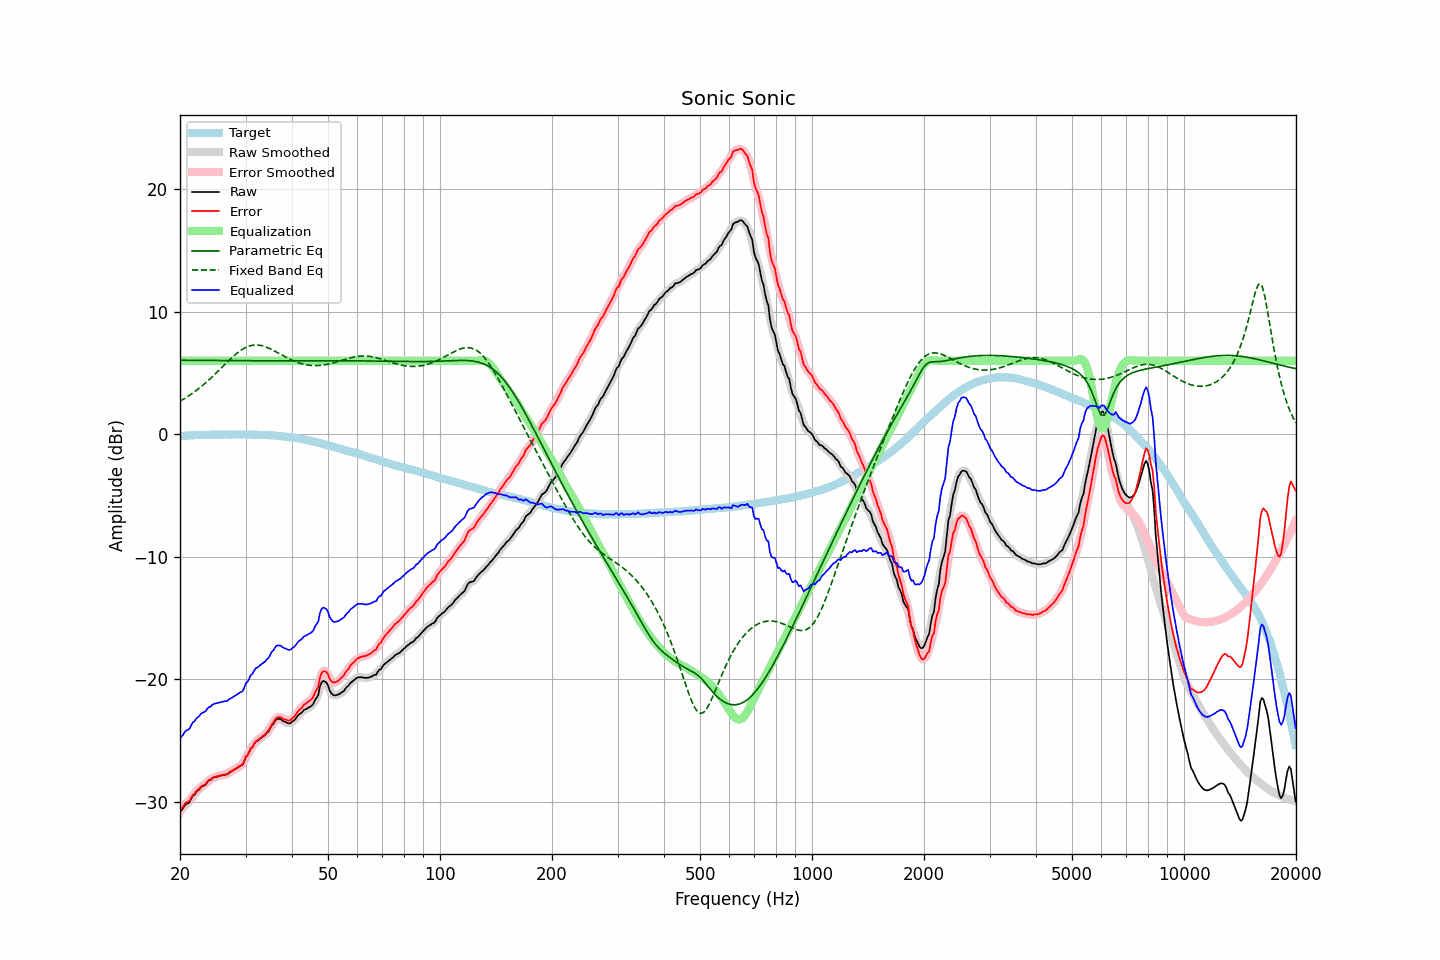 Sonic Sonic
Target
Raw Smoothed
Error Smoothed
Raw
Error
Equalization
Parametric Eq
Fixed Band Eq
Equalized
Amplitude (dBr)
20
10
0
−10
−20
−30
20 50 100 200 500 1000 2000 5000 10000 20000
Frequency (Hz)